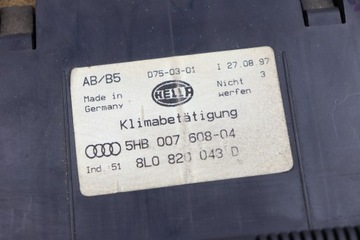 AB/B5 D75-03-01 I 27.08.97
Made in Germany HELLA Nicht werfen 3
Klimabetätigung
5HB 007 608-04
Ind. 51 8L0 820 043 D